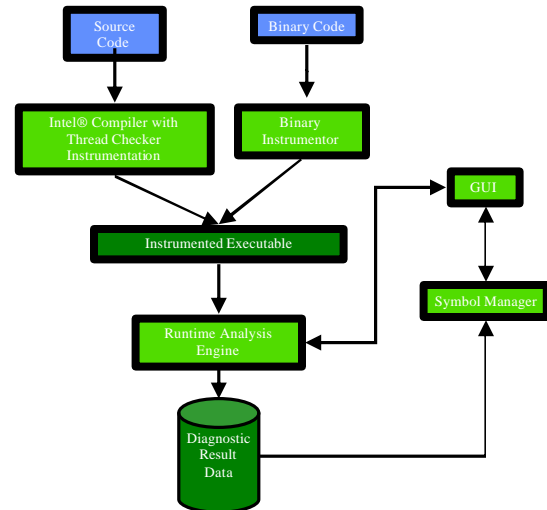 Source
Code
Binary Code
Intel® Compiler with
Thread Checker
Instrumentation
Binary
Instrumentor
GUI
Instrumented Executable
Symbol Manager
Runtime Analysis
Engine
Diagnostic
Result
Data